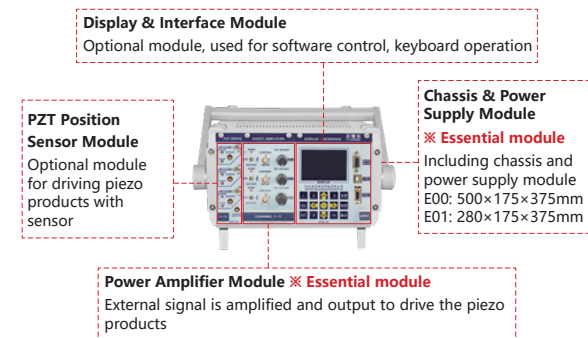 Display & Interface Module
Optional module, used for software control, keyboard operation
PZT Position
Sensor Module
Optional module
for driving piezo
products with
sensor
Chassis & Power
Supply Module
※ Essential module
Including chassis and
power supply module
E00: 500×175×375mm
E01: 280×175×375mm
Power Amplifier Module ※ Essential module
External signal is amplified and output to drive the piezo
products